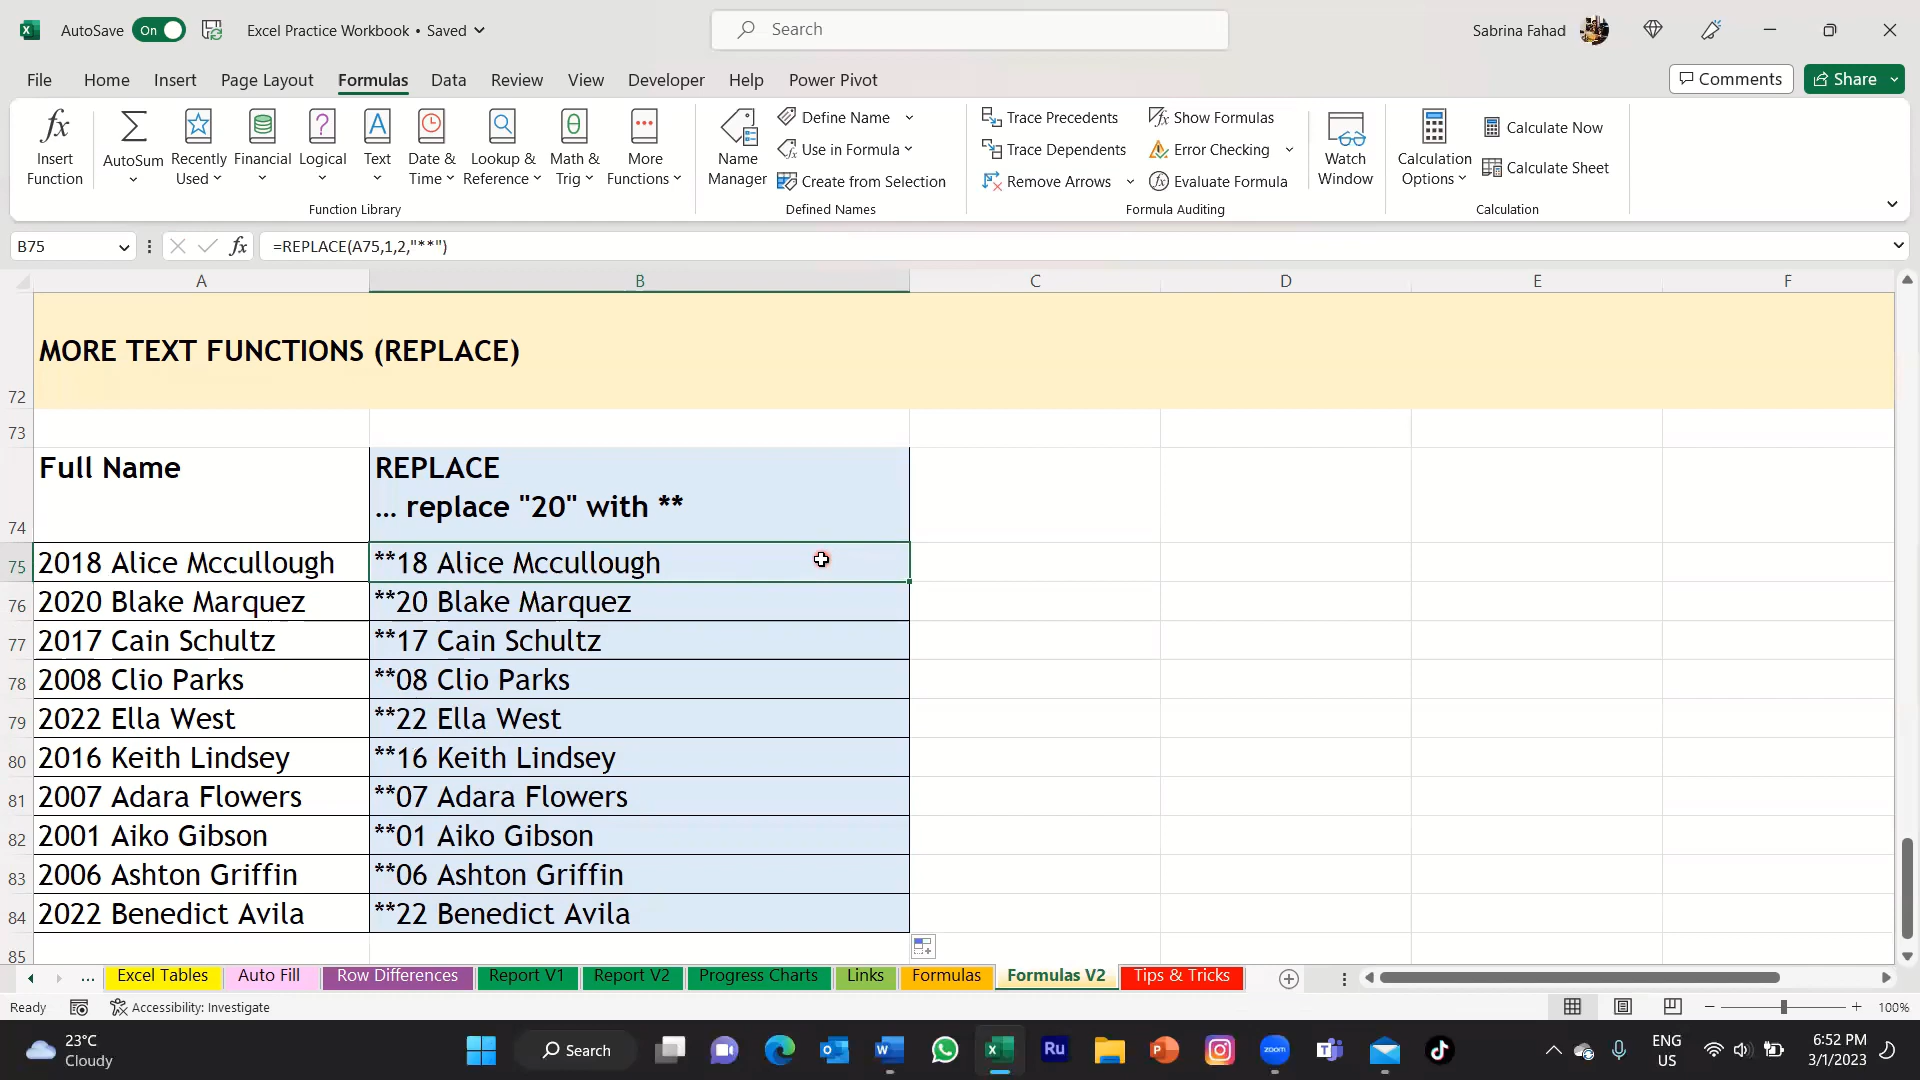 AutoSave On Excel Practice Workbook • Saved Search Sabrina Fahad
File Home Insert Page Layout Formulas Data Review View Developer Help Power Pivot Comments Share
Insert Function
AutoSum
Recently Used
Financial
Logical
Text
Date & Time
Lookup & Reference
Math & Trig
More Functions
Function Library
Name Manager
Define Name
Use in Formula
Create from Selection
Defined Names
Trace Precedents
Trace Dependents
Remove Arrows
Show Formulas
Error Checking
Evaluate Formula
Formula Auditing
Watch Window
Calculation Options
Calculate Now
Calculate Sheet
Calculation
B75 fx =REPLACE(A75,1,2,"**")
A B C D E F
72 MORE TEXT FUNCTIONS (REPLACE)
73
74 Full Name REPLACE
... replace "20" with **
75 2018 Alice Mccullough **18 Alice Mccullough
76 2020 Blake Marquez **20 Blake Marquez
77 2017 Cain Schultz **17 Cain Schultz
78 2008 Clio Parks **08 Clio Parks
79 2022 Ella West **22 Ella West
80 2016 Keith Lindsey **16 Keith Lindsey
81 2007 Adara Flowers **07 Adara Flowers
82 2001 Aiko Gibson **01 Aiko Gibson
83 2006 Ashton Griffin **06 Ashton Griffin
84 2022 Benedict Avila **22 Benedict Avila
85
... Excel Tables Auto Fill Row Differences Report V1 Report V2 Progress Charts Links Formulas Formulas V2 Tips & Tricks
Ready Accessibility: Investigate 100%
23°C
Cloudy
Search
Ru
zoom
ENG
US
6:52 PM
3/1/2023